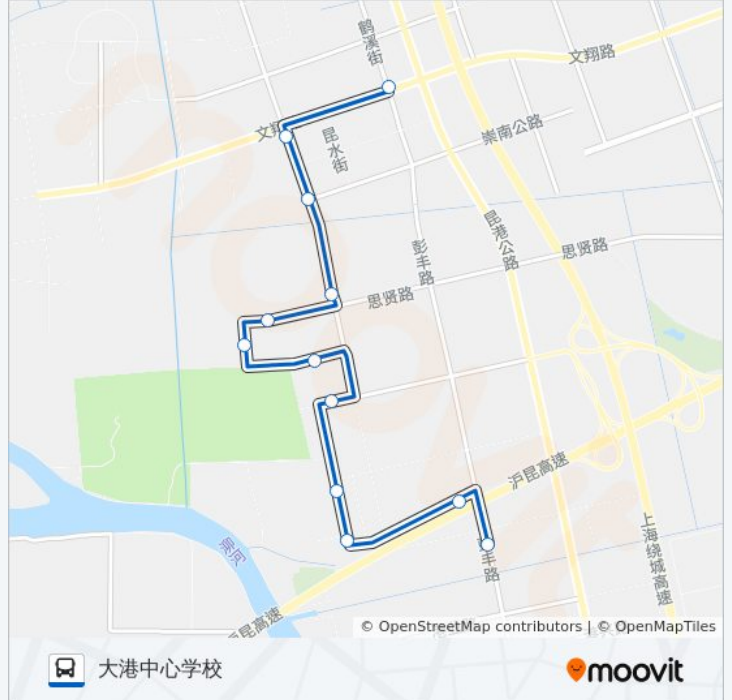 鹤溪街
文翔路
文翔
昆水街
崇南公路
昆港公路
彭丰路
思贤路
思贤路
沪昆高速
上海绕城高速
丰路
昆高速
© OpenStreetMap contributors | © OpenMapTiles
大港中心学校
moovit